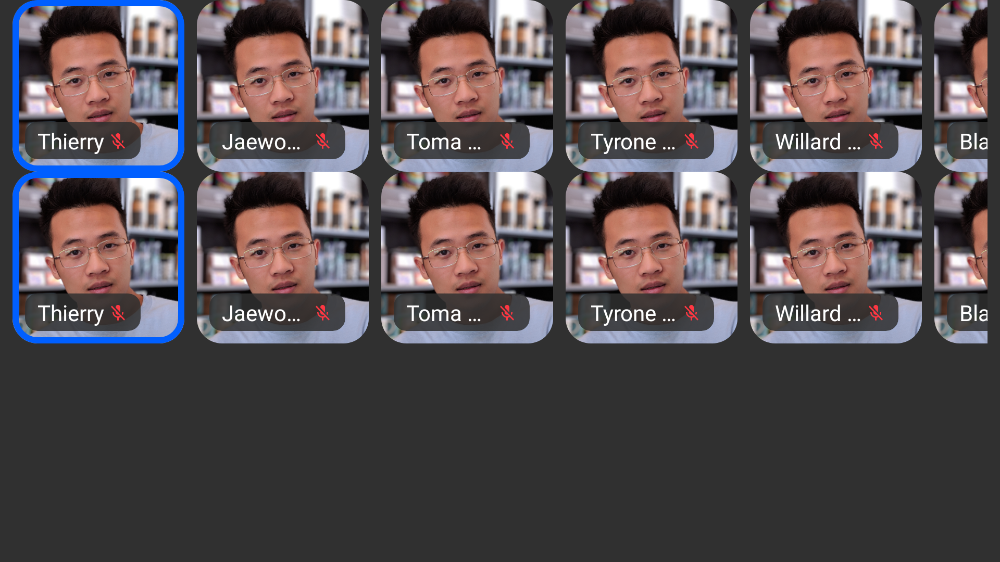 Thierry
Jaewo...
Toma ...
Tyrone ...
Willard ...
Bla
Thierry
Jaewo...
Toma ...
Tyrone ...
Willard ...
Bla